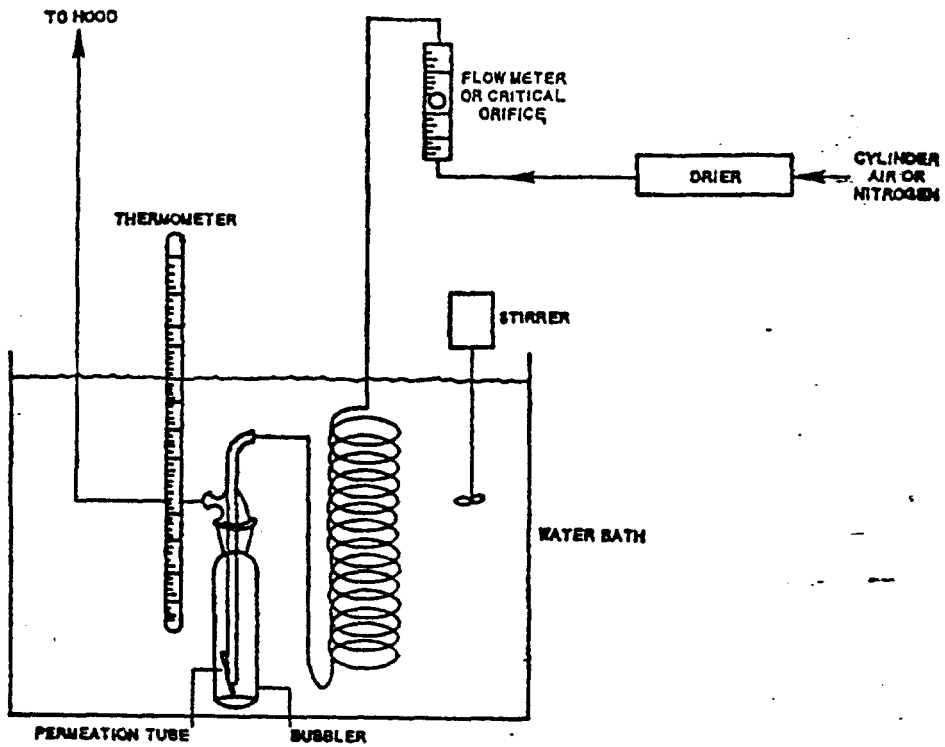 TO HOOD
FLOW METER
OR CRITICAL
ORIFICE
CYLINDER
AIR OR
NITROGEN
DRIER
THERMOMETER
STIRRER
WATER BATH
PERMEATION TUBE
BUBBLER